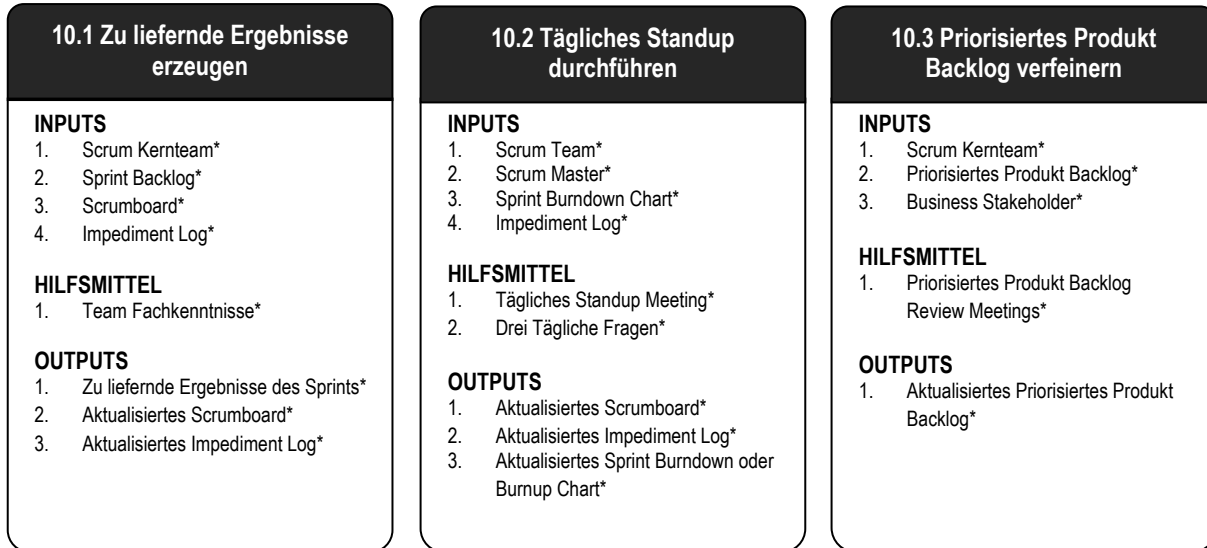 10.1 Zu liefernde Ergebnisse
erzeugen
INPUTS
1. Scrum Kernteam*
2. Sprint Backlog*
3. Scrumboard*
4. Impediment Log*
HILFSMITTEL
1. Team Fachkenntnisse*
OUTPUTS
1. Zu liefernde Ergebnisse des Sprints*
2. Aktualisiertes Scrumboard*
3. Aktualisiertes Impediment Log*
10.2 Tägliches Standup
durchführen
INPUTS
1. Scrum Team*
2. Scrum Master*
3. Sprint Burndown Chart*
4. Impediment Log*
HILFSMITTEL
1. Tägliches Standup Meeting*
2. Drei Tägliche Fragen*
OUTPUTS
1. Aktualisiertes Scrumboard*
2. Aktualisiertes Impediment Log*
3. Aktualisiertes Sprint Burndown oder
Burnup Chart*
10.3 Priorisiertes Produkt
Backlog verfeinern
INPUTS
1. Scrum Kernteam*
2. Priorisiertes Produkt Backlog*
3. Business Stakeholder*
HILFSMITTEL
1. Priorisiertes Produkt Backlog
Review Meetings*
OUTPUTS
1. Aktualisiertes Priorisiertes Produkt
Backlog*